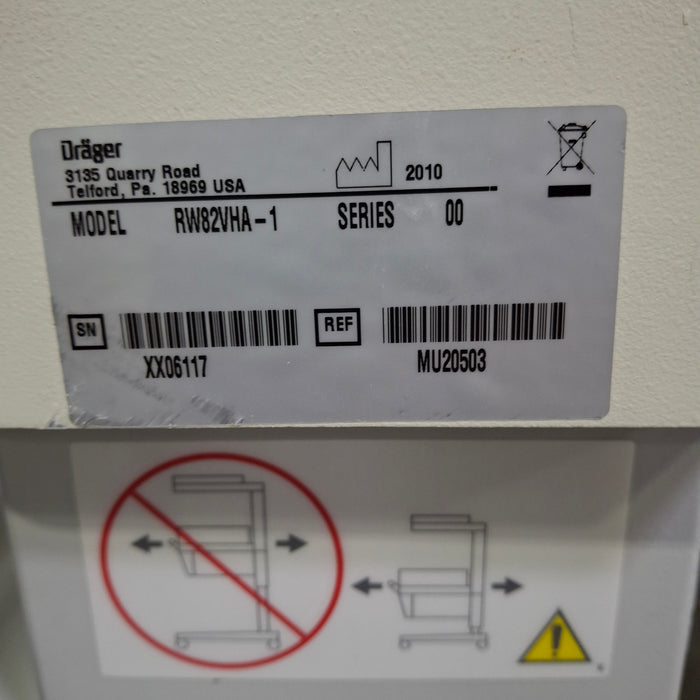 Dräger
3135 Quarry Road
Telford, Pa. 18969 USA
2010
MODEL RW82VHA-1 SERIES 00
SN
REF
XX06117
MU20503